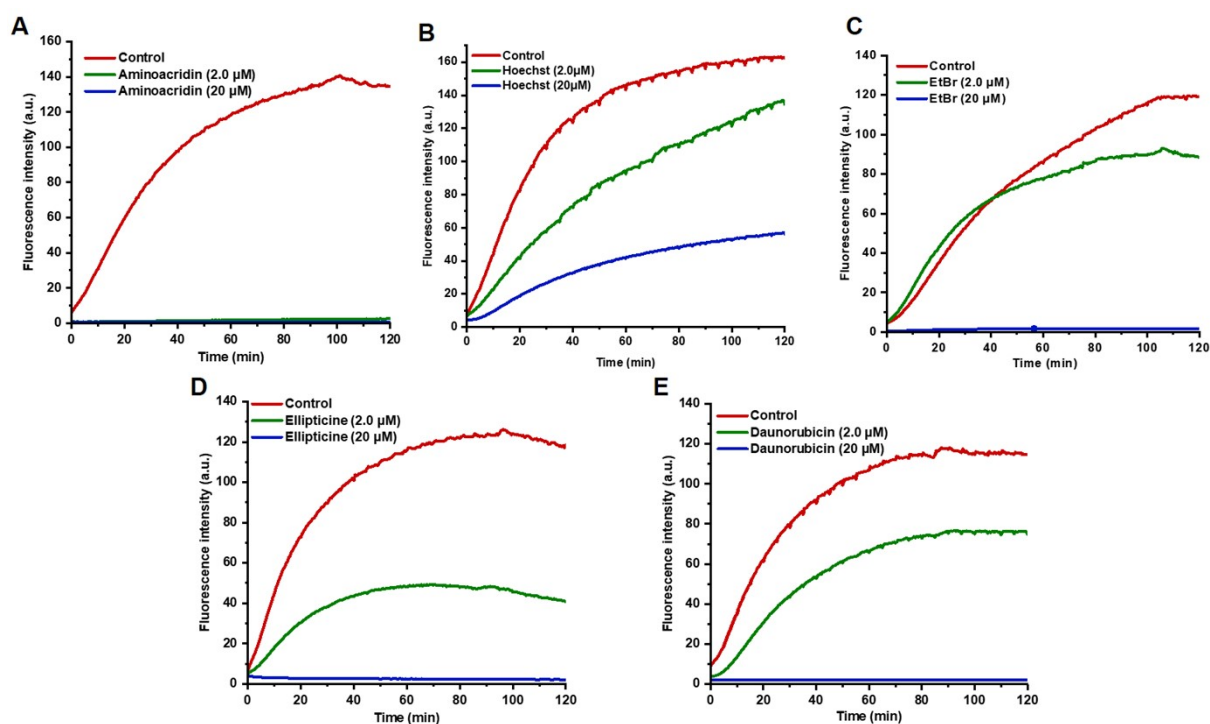 A
Control
Aminoacridin (2.0 µM)
Aminoacridin (20 µM)
Fluorescence intensity (a.u.)
160
140
120
100
80
60
40
20
0
0 20 40 60 80 100 120
Time (min)
B
Control
Hoechst (2.0µM)
Hoechst (20µM)
Fluorescence intensity (a.u.)
160
140
120
100
80
60
40
20
0
0 20 40 60 80 100 120
Time (min)
C
Control
EtBr (2.0 µM)
EtBr (20 µM)
Fluorescence intensity (a.u.)
140
120
100
80
60
40
20
0
0 20 40 60 80 100 120
Time (min)
D
Control
Ellipticine (2.0 µM)
Ellipticine (20 µM)
Fluorescence intensity (a.u.)
140
120
100
80
60
40
20
0
0 20 40 60 80 100 120
Time (min)
E
Control
Daunorubicin (2.0 µM)
Daunorubicin (20 µM)
Fluorescence intensity (a.u.)
140
120
100
80
60
40
20
0
0 20 40 60 80 100 120
Time (min)